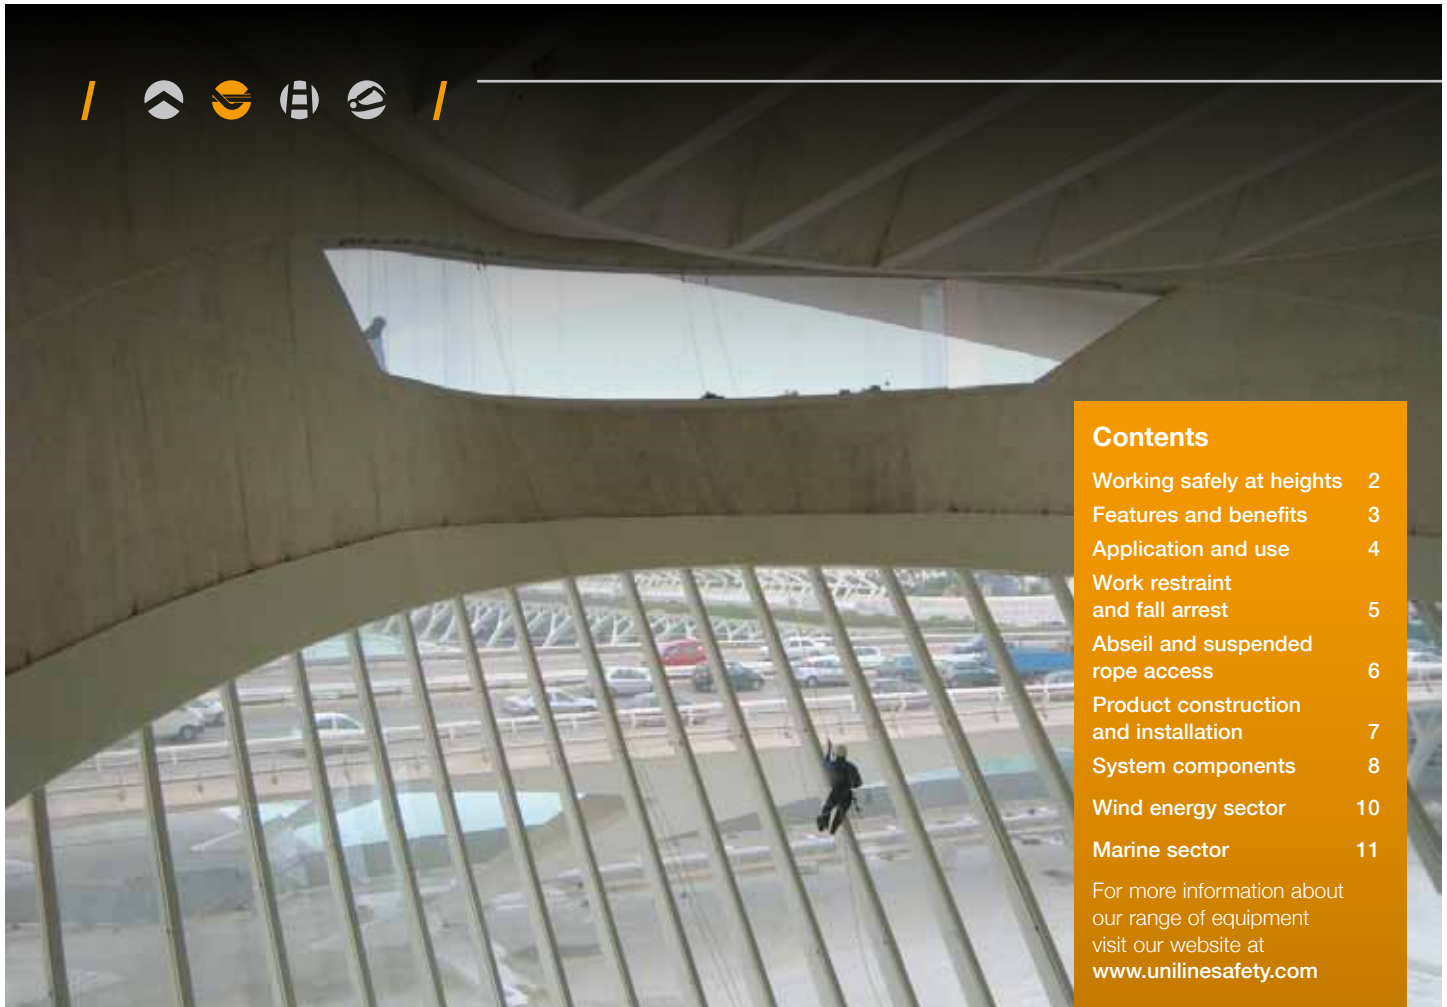 Contents
Working safely at heights 2
Features and benefits 3
Application and use 4
Work restraint
and fall arrest 5
Abseil and suspended
rope access 6
Product construction
and installation 7
System components 8
Wind energy sector 10
Marine sector 11
For more information about
our range of equipment
visit our website at
www.unilinesafety.com